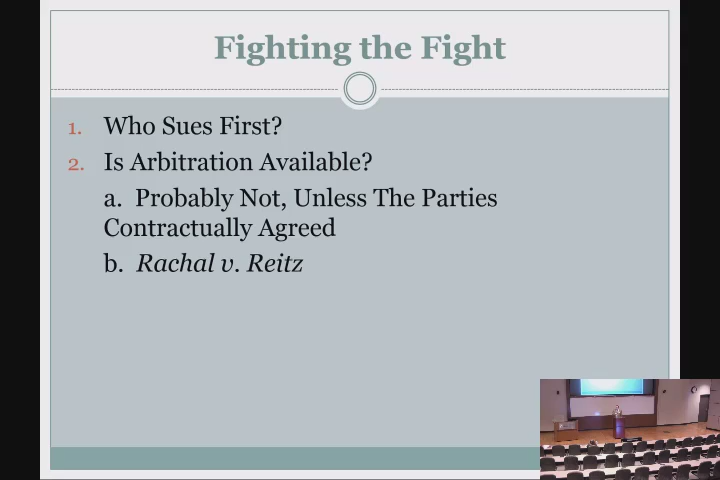 Fighting the Fight
1. Who Sues First?
2. Is Arbitration Available?
a. Probably Not, Unless The Parties
Contractually Agreed
b. Rachal v. Reitz